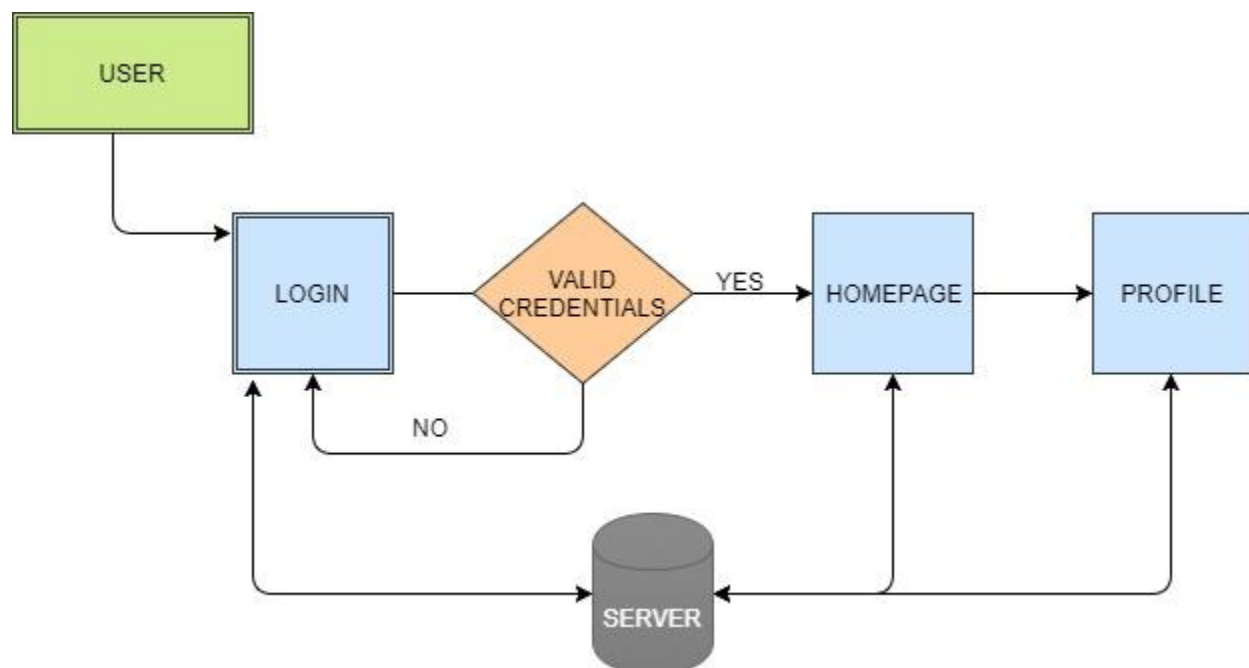 USER
LOGIN
VALID
CREDENTIALS
YES
HOMEPAGE
PROFILE
NO
SERVER